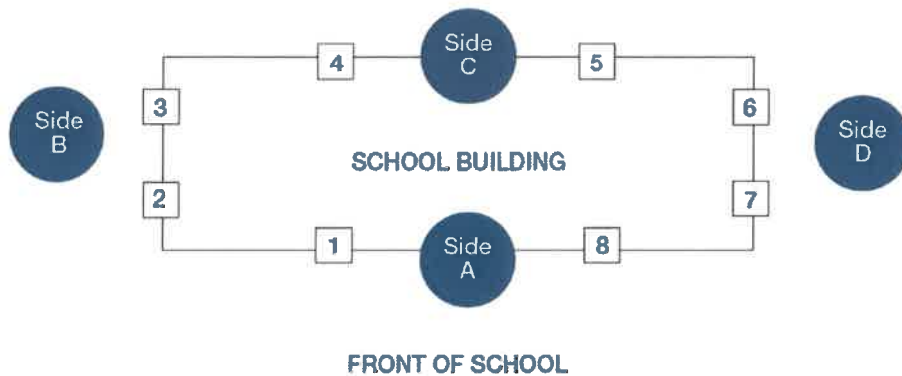 Side
C
4
5
3
6
Side
B
Side
D
SCHOOL BUILDING
2
7
1
8
Side
A
FRONT OF SCHOOL